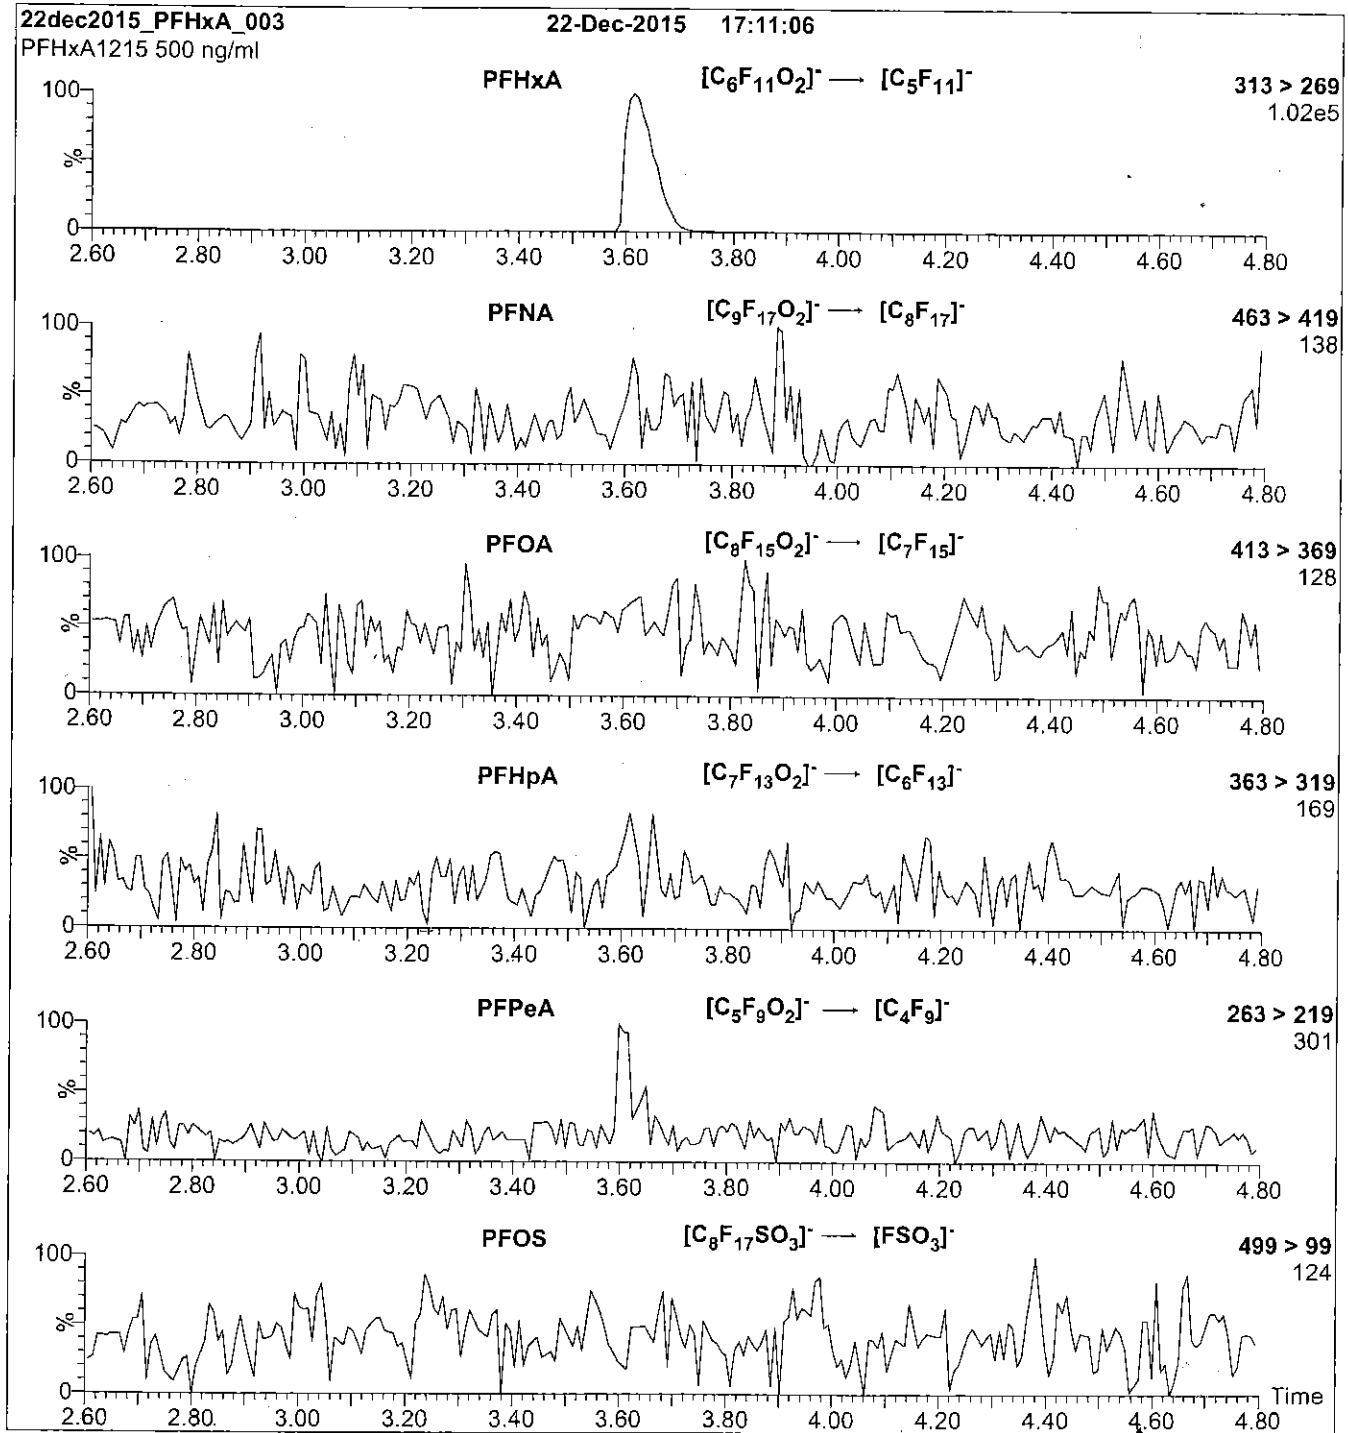 22dec2015_PFHxA_003 22-Dec-2015 17:11:06
PFHxA1215 500 ng/ml
PFHxA [C6F11O2]- → [C5F11]- 313 > 269
1.02e5
100
%
0
2.60 2.80 3.00 3.20 3.40 3.60 3.80 4.00 4.20 4.40 4.60 4.80
PFNA [C9F17O2]- → [C8F17]- 463 > 419
138
100
%
0
2.60 2.80 3.00 3.20 3.40 3.60 3.80 4.00 4.20 4.40 4.60 4.80
PFOA [C8F15O2]- → [C7F15]- 413 > 369
128
100
%
0
2.60 2.80 3.00 3.20 3.40 3.60 3.80 4.00 4.20 4.40 4.60 4.80
PFHpA [C7F13O2]- → [C6F13]- 363 > 319
169
100
%
0
2.60 2.80 3.00 3.20 3.40 3.60 3.80 4.00 4.20 4.40 4.60 4.80
PFPeA [C5F9O2]- → [C4F9]- 263 > 219
301
100
%
0
2.60 2.80 3.00 3.20 3.40 3.60 3.80 4.00 4.20 4.40 4.60 4.80
PFOS [C8F17SO3]- → [FSO3]- 499 > 99
124
100
%
0
Time
2.60 2.80 3.00 3.20 3.40 3.60 3.80 4.00 4.20 4.40 4.60 4.80